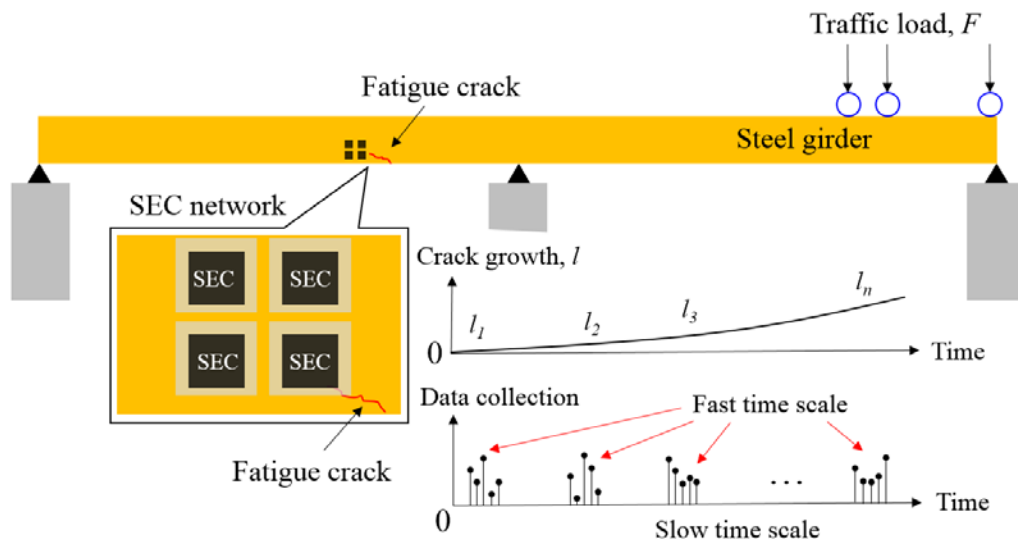 Traffic load, F
Fatigue crack
Steel girder
SEC network
SEC
SEC
SEC
SEC
Fatigue crack
Crack growth, l
l1
l2
l3
ln
0
Time
Data collection
Fast time scale
. . .
0
Time
Slow time scale